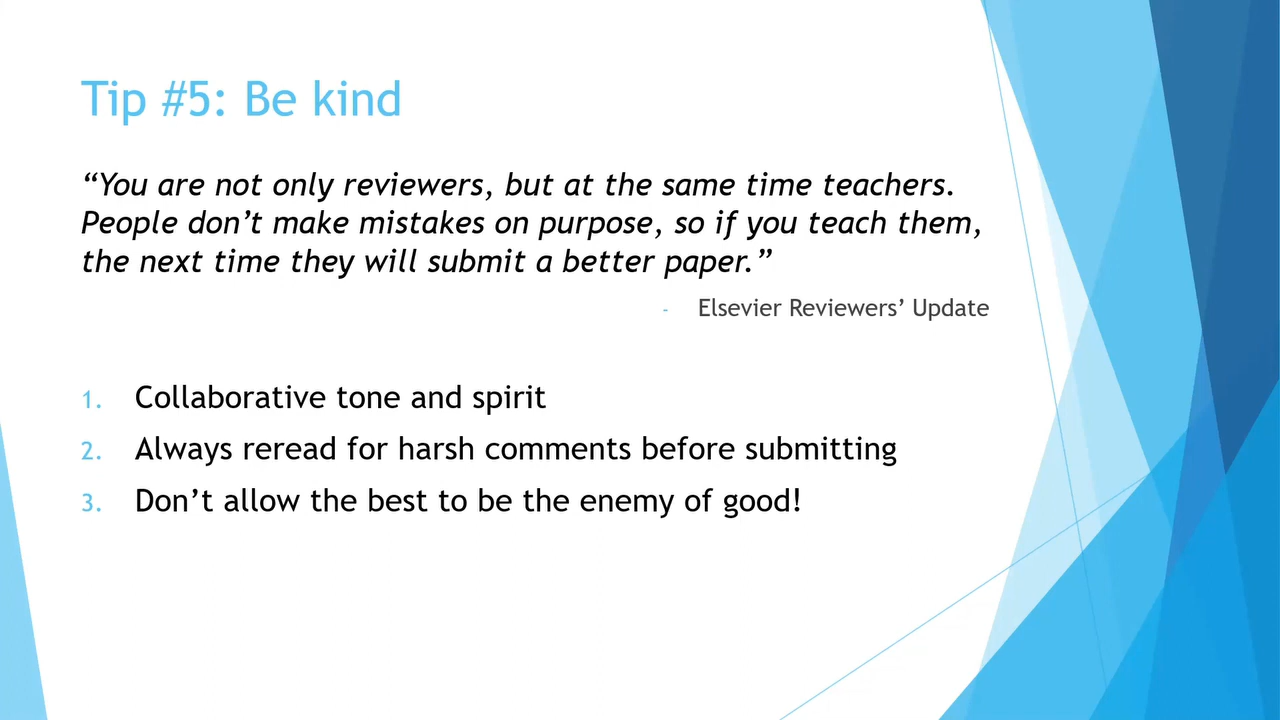 Tip #5: Be kind
“You are not only reviewers, but at the same time teachers.
People don’t make mistakes on purpose, so if you teach them,
the next time they will submit a better paper.”
- Elsevier Reviewers’ Update
1. Collaborative tone and spirit
2. Always reread for harsh comments before submitting
3. Don’t allow the best to be the enemy of good!